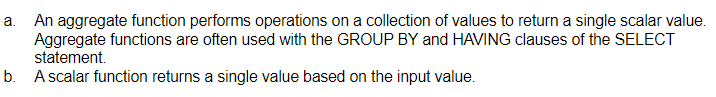 a. An aggregate function performs operations on a collection of values to return a single scalar value.
Aggregate functions are often used with the GROUP BY and HAVING clauses of the SELECT
statement.
b. A scalar function returns a single value based on the input value.